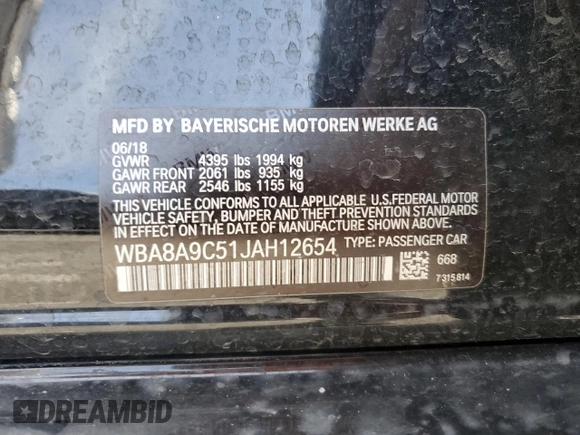 MFD BY BAYERISCHE MOTOREN WERKE AG
06/18
GVWR 4395 lbs 1994 kg
GAWR FRONT 2061 lbs 935 kg
GAWR REAR 2546 lbs 1155 kg
THIS VEHICLE CONFORMS TO ALL APPLICABLE U.S.FEDERAL MOTOR
VEHICLE SAFETY, BUMPER AND THEFT PREVENTION STANDARDS
IN EFFECT ON THE DATE OF MANUFACTURE SHOWN ABOVE.
WBA8A9C51JAH12654 TYPE: PASSENGER CAR
668
7315814
DREAMBID